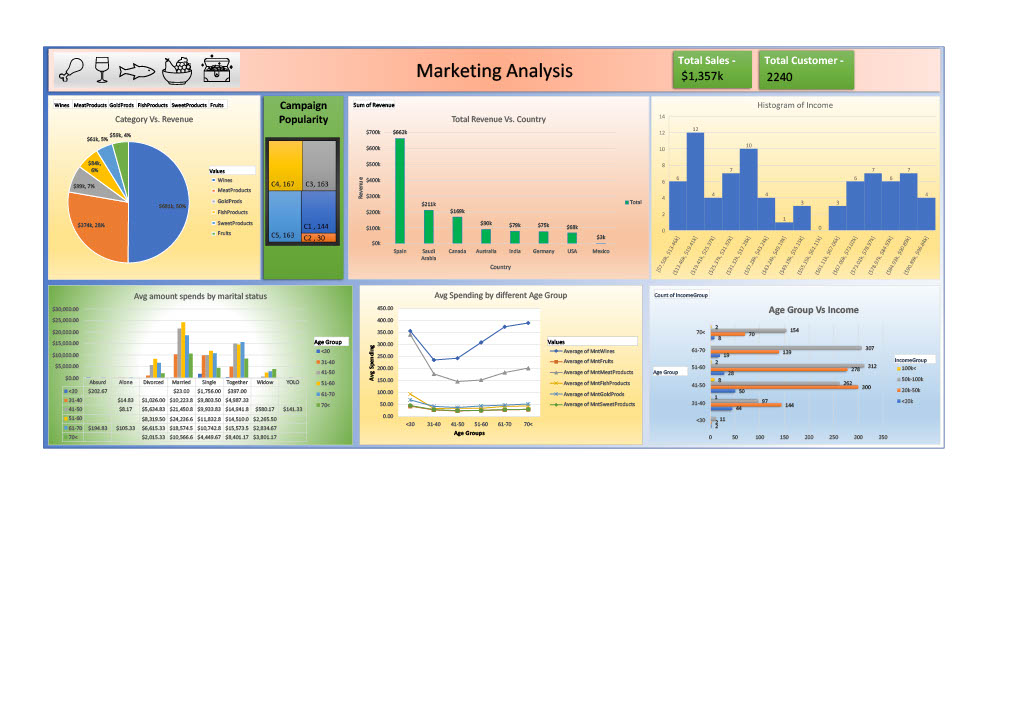 Marketing Analysis
Total Sales -
$1,357k
Total Customer -
2240
Wines MeatProducts GoldProds FishProducts SweetProducts Fruits
Category Vs. Revenue
$61k, 5%
$59k, 4%
$84k,
6%
$99k, 7%
$374k, 28%
Values
Wines
MeatProducts
GoldProds
FishProducts
SweetProducts
Fruits
Campaign
Popularity
C4, 167
C3, 163
C5, 163
C1, 144
C2, 30
Sum of Revenue
Total Revenue Vs. Country
Revenue
$700k
$600k
$500k
$400k
$300k
$200k
$100k
$0k
$662k
$211k
$169k
$90k
$79k
$75k
$68k
$3k
Spain
Saudi
Arabia
Canada
Australia
India
Germany
USA
Mexico
Country
Total
Histogram of Income
14
12
10
8
6
4
2
0
6
12
4
7
10
4
1
3
0
6
7
6
7
4
Avg amount spends by marital status
$30,000.00
$25,000.00
$20,000.00
$15,000.00
$10,000.00
$5,000.00
$0.00
Absurd Alone Divorced Married Single Together Widow YOLO
<30 $202.67 $23.00 $1,756.00 $397.00
31-40 $14.83 $1,026.00 $10,223.8 $9,803.50 $4,987.33
41-50 $8.17 $5,624.83 $21,450.8 $9,933.83 $14,941.8 $580.17 $141.33
51-60 $8,319.50 $24,236.6 $11,832.8 $14,510.0 $2,265.50
61-70 $194.83 $105.33 $6,615.33 $18,574.5 $10,742.8 $15,573.5 $2,934.67
70< $2,015.33 $10,566.6 $4,449.67 $8,401.17 $3,801.17
Age Group
<30
31-40
41-50
51-60
61-70
70<
Avg Spending by different Age Group
Avg Spending
450.00
400.00
350.00
300.00
250.00
200.00
150.00
100.00
50.00
0.00
<30 31-40 41-50 51-60 61-70 70<
Age Groups
Values
Average of MntWines
Average of MntFruits
Average of MntMeatProducts
Average of MntFishProducts
Average of MntGoldProds
Average of MntSweetProducts
Count of IncomeGroup
Age Group Vs Income
Age Group
70<
61-70
51-60
41-50
31-40
<30
2
154
70
8
307
139
19
2
312
278
28
8
262
300
50
1
97
144
44
11
0 50 100 150 200 250 300 350
IncomeGroup
100k<
50k-100k
20k-50k
<20k